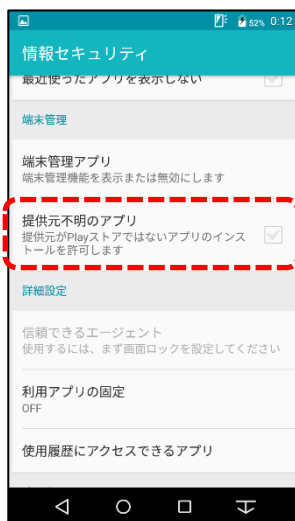 52% 0:12
情報セキュリティ
最近使ったアプリを表示しない
端末管理
端末管理アプリ
端末管理機能を表示または無効にします
提供元不明のアプリ
提供元がPlayストアではないアプリのインス
トールを許可します
詳細設定
信頼できるエージェント
使用するには、まず画面ロックを設定してください
利用アプリの固定
OFF
使用履歴にアクセスできるアプリ